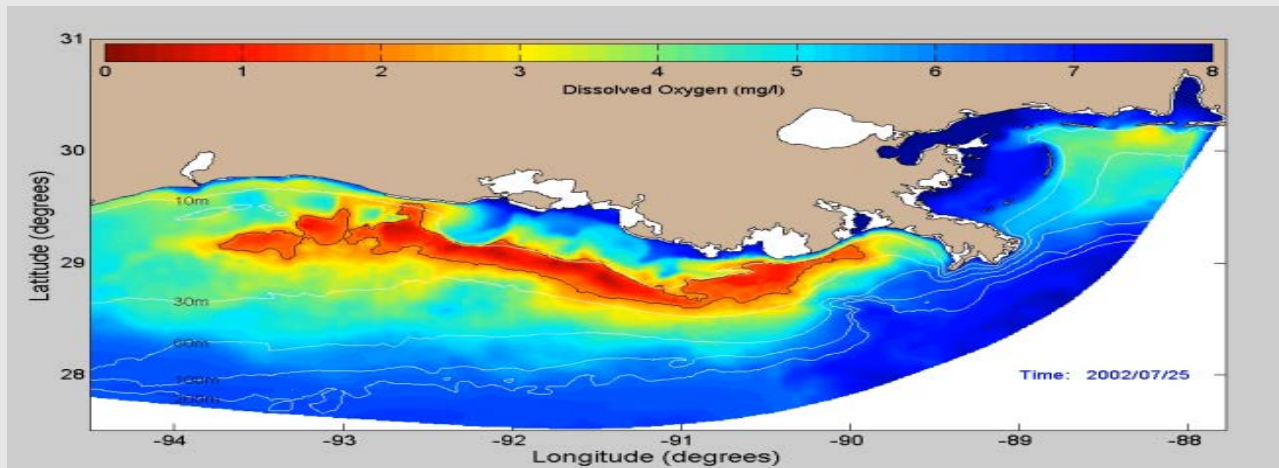 31
0 1 2 3 4 5 6 7 8
Dissolved Oxygen (mg/l)
30
10m
29
30m
60m
28
100m
Time: 2002/07/25
-94 -93 -92 -91 -90 -89 -88
Latitude (degrees)
Longitude (degrees)